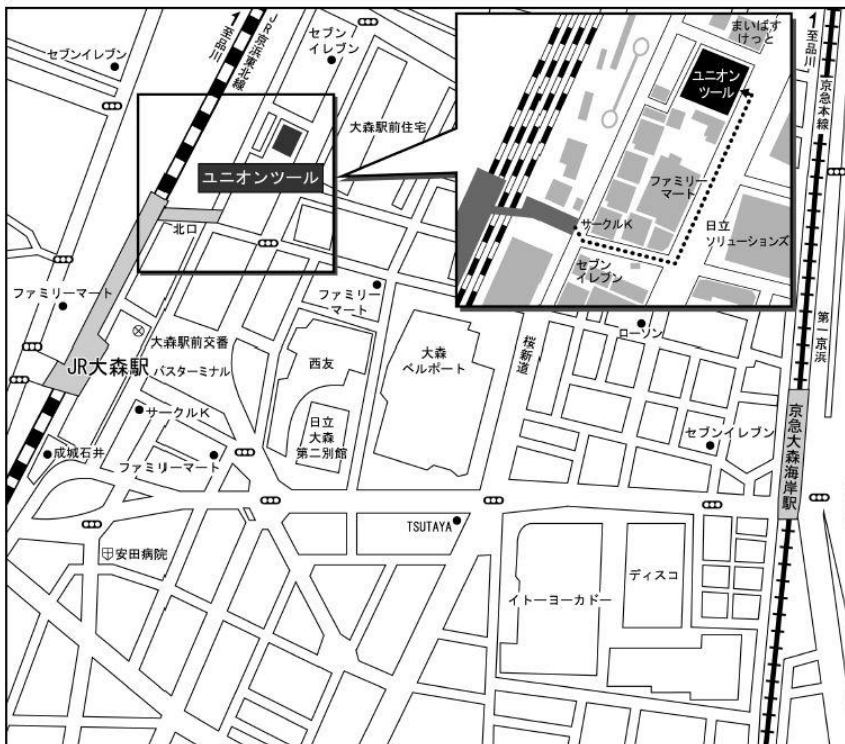 セブンイレブン
1
至品川
JR京浜東北線
セブン
イレブン
大森駅前住宅
ユニオンツール
北口
まいばす
けっと
ユニオン
ツール
ファミリー
マート
サークルK
日立
ソリューションズ
セブン
イレブン
1
至品川
京急本線
第一京浜
ファミリーマート
ファミリー
マート
大森駅前交番
JR大森駅
バスターミナル
西友
大森
ベルポート
桜新道
ローソン
サークルK
日立
大森
第二別館
セブンイレブン
京急大森海岸駅
成城石井
ファミリーマート
TSUTAYA
安田病院
イトーヨーカドー
ディスコ